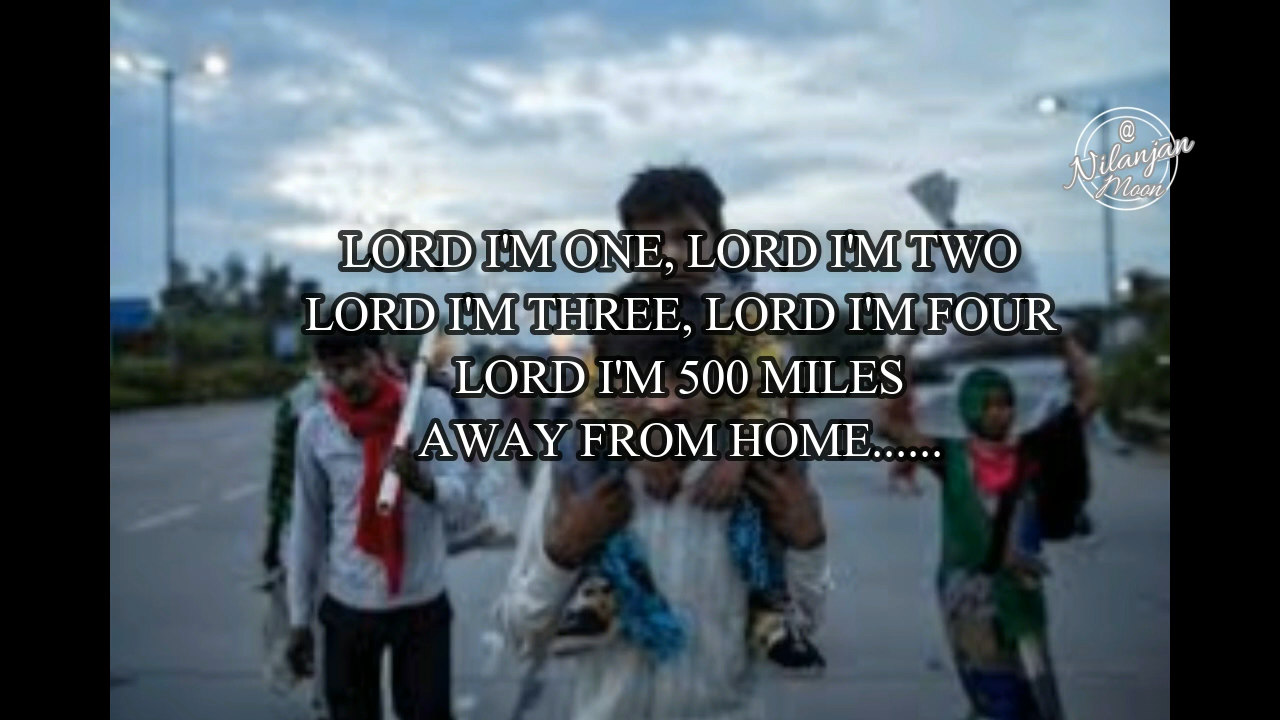 @
Nilanjan
Moon
LORD I'M ONE, LORD I'M TWO
LORD I'M THREE, LORD I'M FOUR
LORD I'M 500 MILES
AWAY FROM HOME......